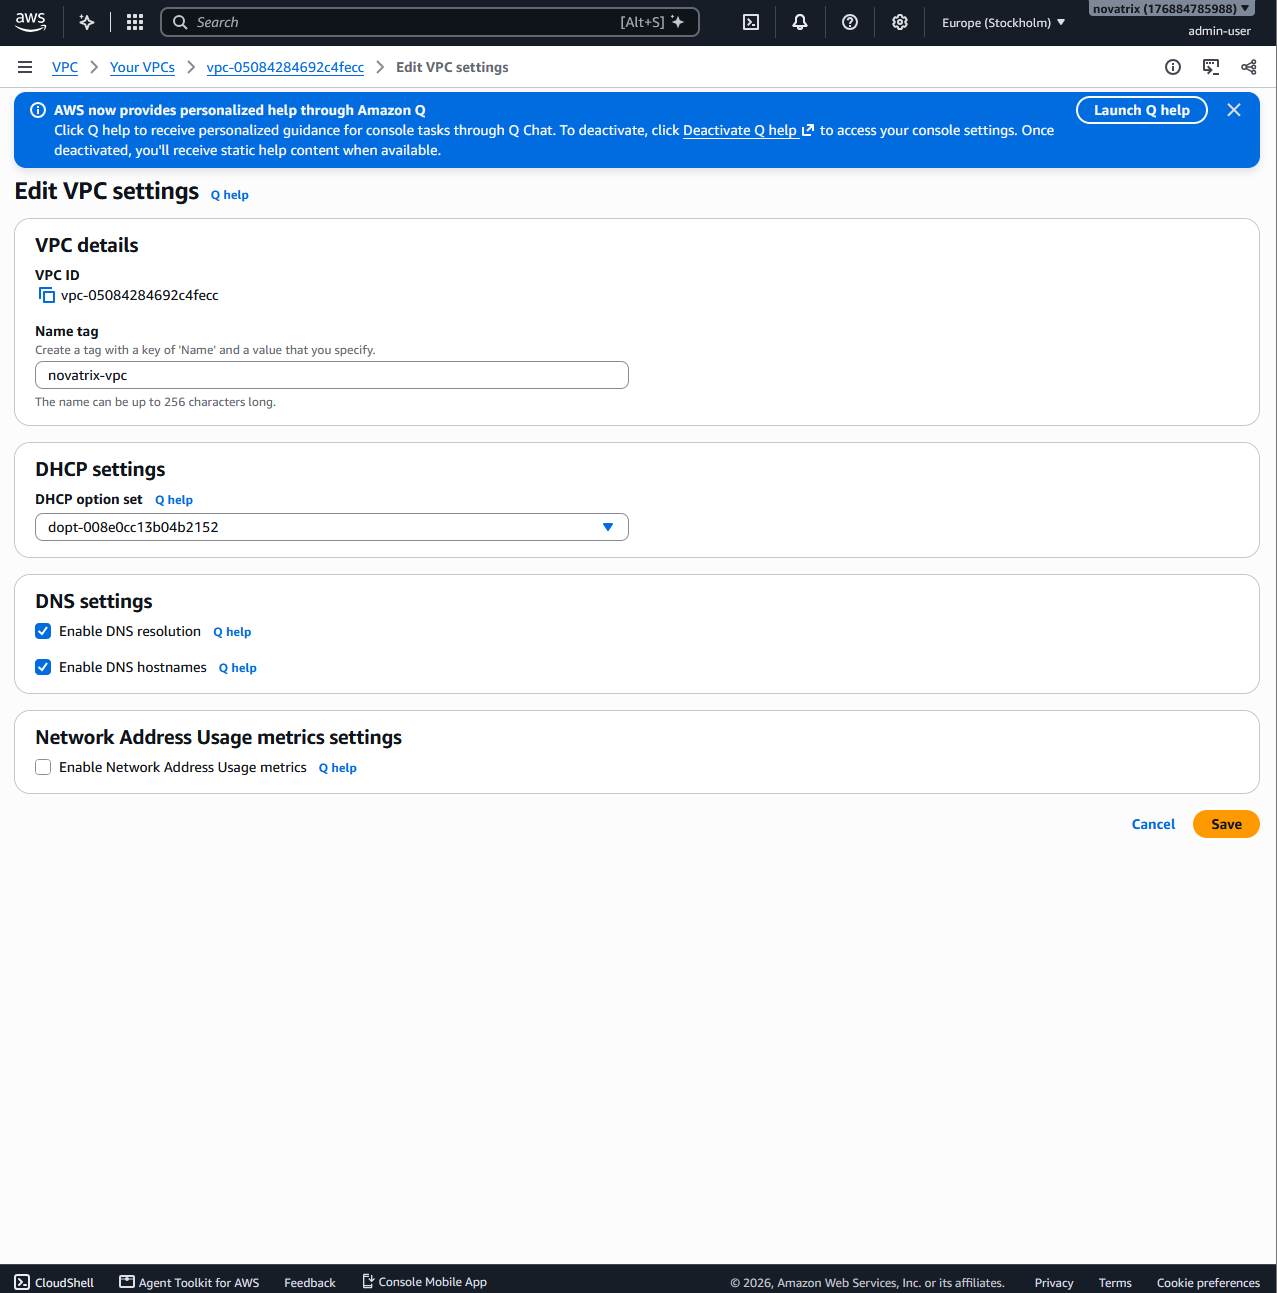 aws
Search
[Alt+S]
Europe (Stockholm)
novatrix (176884785988)
admin-user
VPC
Your VPCs
vpc-05084284692c4fecc
Edit VPC settings
AWS now provides personalized help through Amazon Q
Click Q help to receive personalized guidance for console tasks through Q Chat. To deactivate, click Deactivate Q help to access your console settings. Once
deactivated, you'll receive static help content when available.
Launch Q help
Edit VPC settings Q help
VPC details
VPC ID
vpc-05084284692c4fecc
Name tag
Create a tag with a key of 'Name' and a value that you specify.
novatrix-vpc
The name can be up to 256 characters long.
DHCP settings
DHCP option set Q help
dopt-008e0cc13b04b2152
DNS settings
Enable DNS resolution Q help
Enable DNS hostnames Q help
Network Address Usage metrics settings
Enable Network Address Usage metrics Q help
Cancel
Save
CloudShell
Agent Toolkit for AWS
Feedback
Console Mobile App
© 2026, Amazon Web Services, Inc. or its affiliates.
Privacy
Terms
Cookie preferences